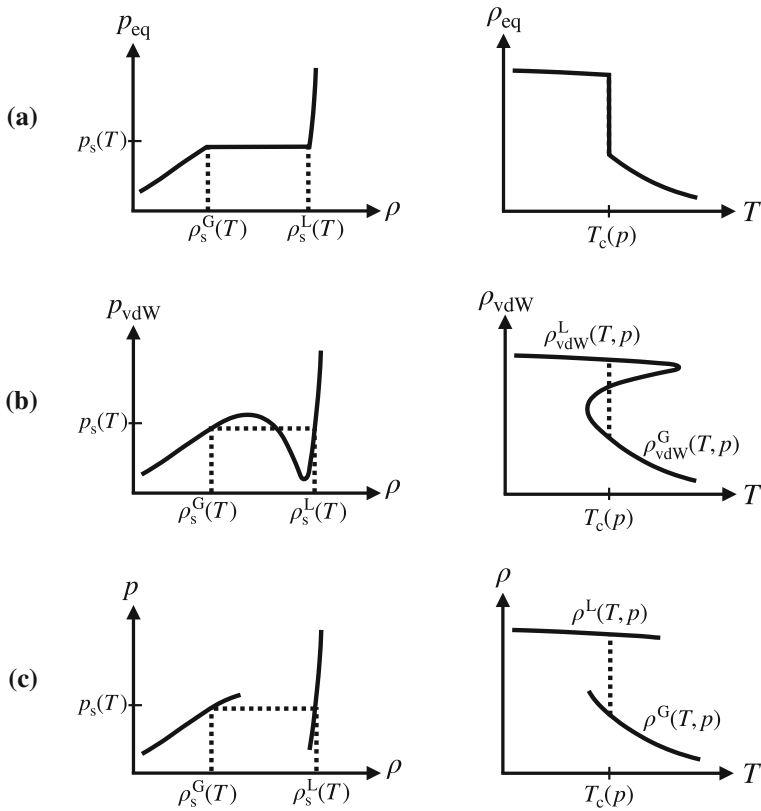 (a)
p_eq
p_s(T)
ρ_s^G(T) ρ_s^L(T) ρ
ρ_eq
T_c(p) T
(b)
p_vdW
p_s(T)
ρ_s^G(T) ρ_s^L(T) ρ
ρ_vdW
ρ_vdW^L(T, p)
ρ_vdW^G(T, p)
T_c(p) T
(c)
p
p_s(T)
ρ_s^G(T) ρ_s^L(T) ρ
ρ
ρ^L(T, p)
ρ^G(T, p)
T_c(p) T